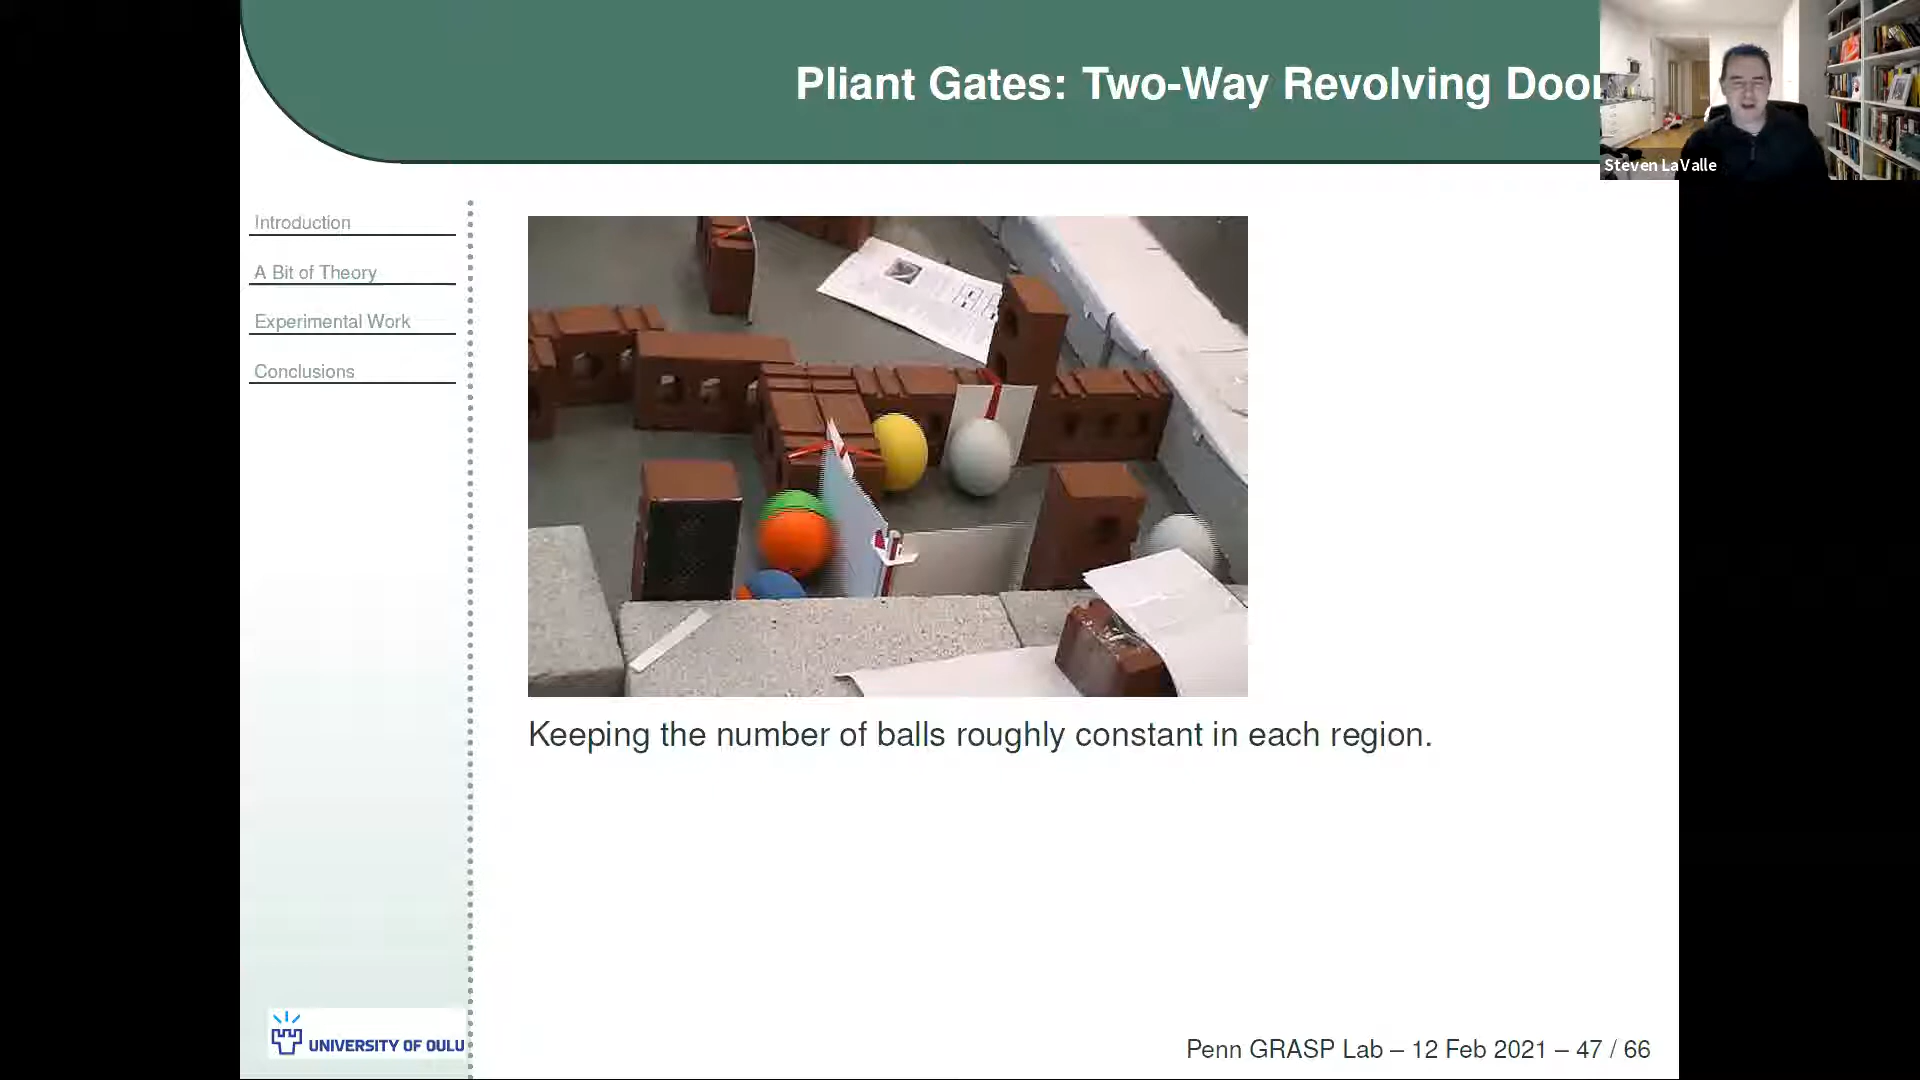 Pliant Gates: Two-Way Revolving Door
Steven LaValle
Introduction
A Bit of Theory
Experimental Work
Conclusions
Keeping the number of balls roughly constant in each region.
UNIVERSITY OF OULU
Penn GRASP Lab – 12 Feb 2021 – 47 / 66